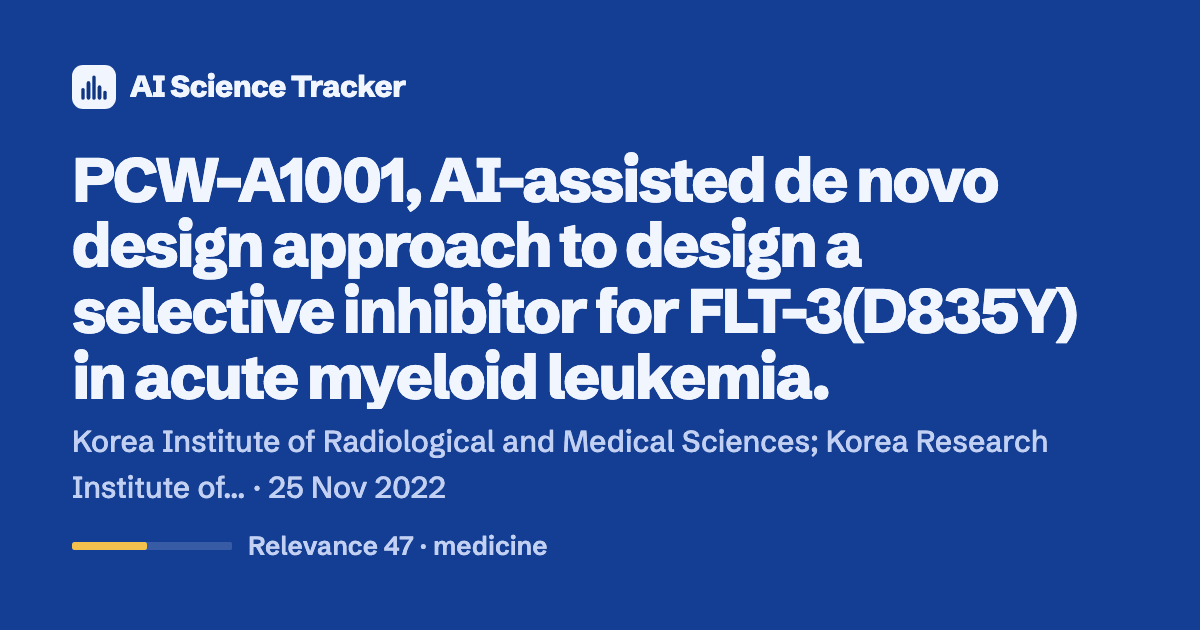 AI Science Tracker
PCW-A1001, AI-assisted de novo
design approach to design a
selective inhibitor for FLT-3(D835Y)
in acute myeloid leukemia.
Korea Institute of Radiological and Medical Sciences; Korea Research
Institute of... · 25 Nov 2022
Relevance 47 · medicine